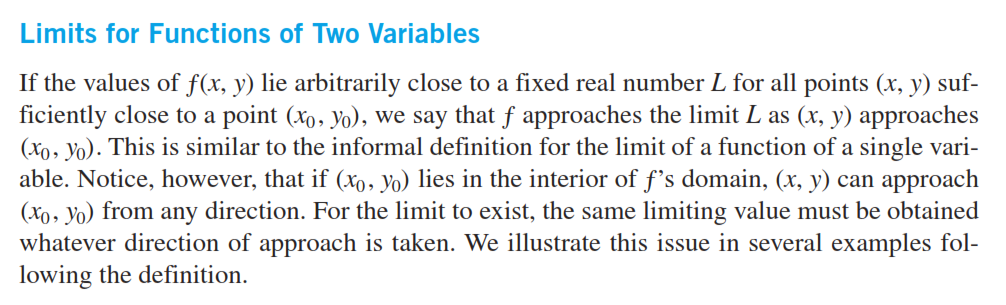 Limits for Functions of Two Variables
If the values of f(x, y) lie arbitrarily close to a fixed real number L for all points (x, y) suf-
ficiently close to a point (x₀, y₀), we say that f approaches the limit L as (x, y) approaches
(x₀, y₀). This is similar to the informal definition for the limit of a function of a single vari-
able. Notice, however, that if (x₀, y₀) lies in the interior of f’s domain, (x, y) can approach
(x₀, y₀) from any direction. For the limit to exist, the same limiting value must be obtained
whatever direction of approach is taken. We illustrate this issue in several examples fol-
lowing the definition.